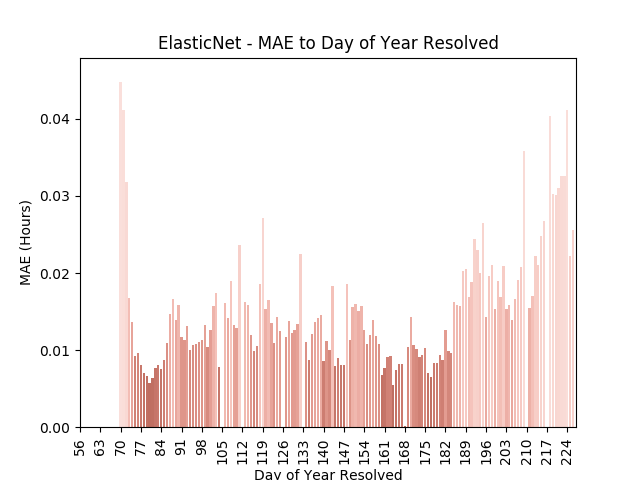 ElasticNet - MAE to Day of Year Resolved
MAE (Hours)
0.04
0.03
0.02
0.01
0.00
56 63 70 77 84 91 98 105 112 119 126 133 140 147 154 161 168 175 182 189 196 203 210 217 224
Day of Year Resolved